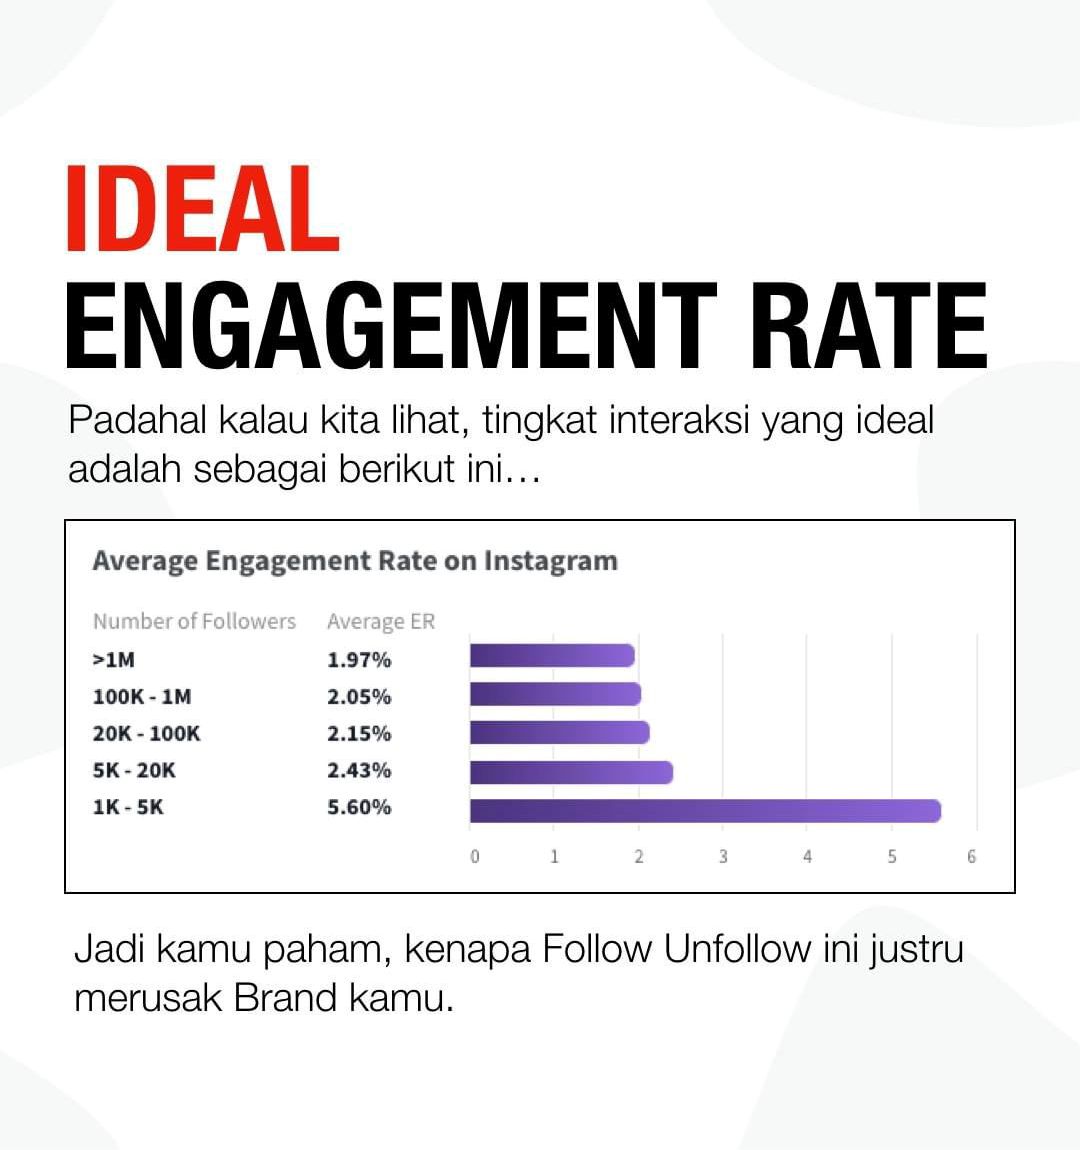 IDEAL
ENGAGEMENT RATE
Padahal kalau kita lihat, tingkat interaksi yang ideal
adalah sebagai berikut ini...
Average Engagement Rate on Instagram
Number of Followers Average ER
>1M 1.97%
100K - 1M 2.05%
20K - 100K 2.15%
5K - 20K 2.43%
1K - 5K 5.60%
0 1 2 3 4 5 6
Jadi kamu paham, kenapa Follow Unfollow ini justru
merusak Brand kamu.